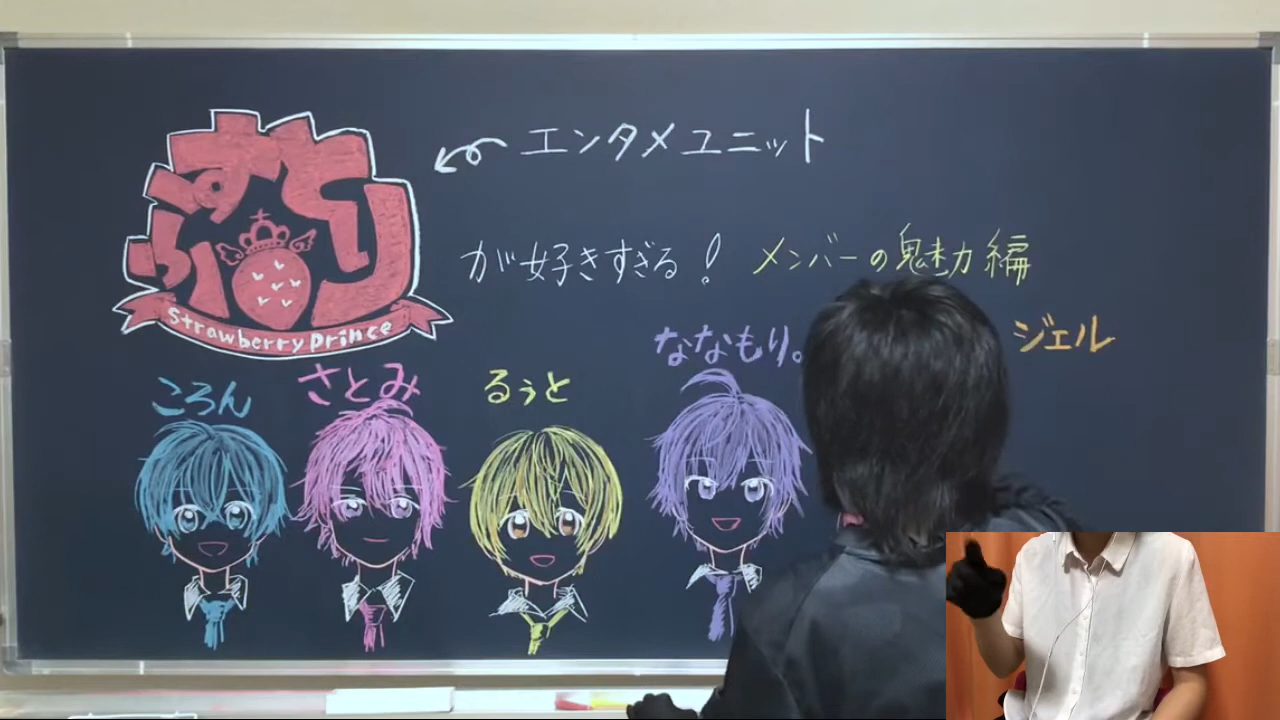 すとぷり
Strawberry Prince
エンタメユニット
が好きすぎる! メンバーの魅力編
ころん
さとみ
るぅと
ななもり。
ジェル